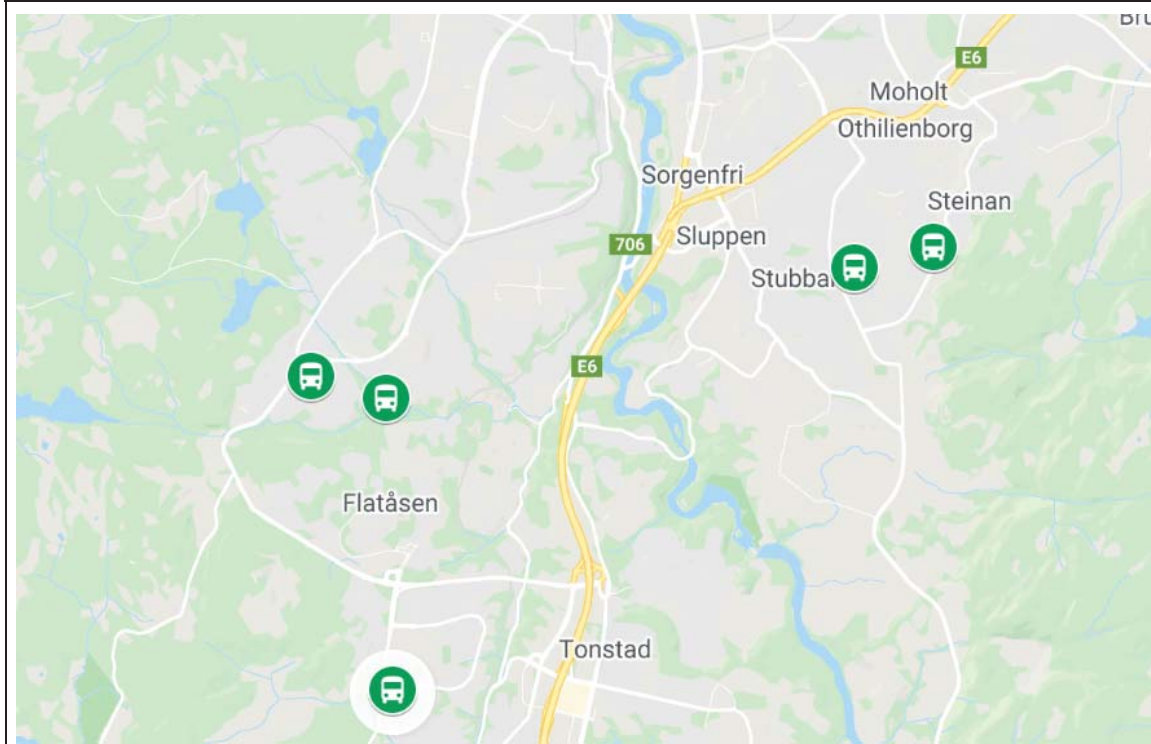 E6
Moholt
Othilienborg
Sorgenfri
Steinan
706
Sluppen
E6
Flatåsen
Tonstad